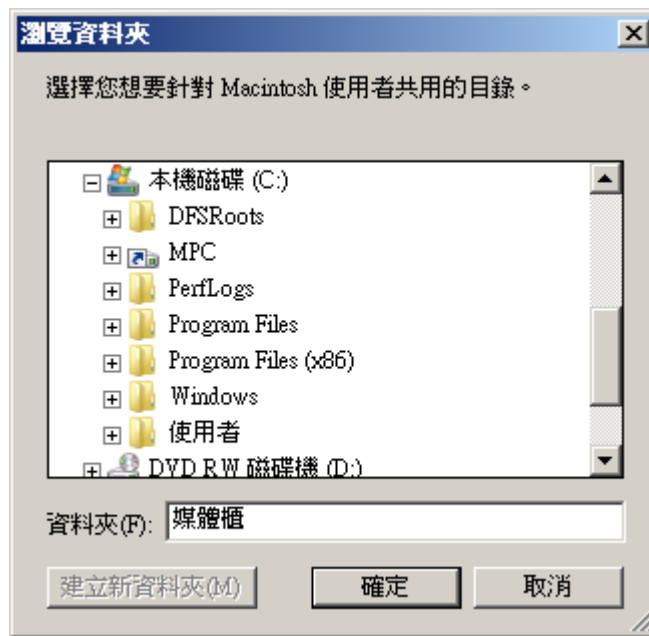 瀏覽資料夾
選擇您想要針對 Macintosh 使用者共用的目錄。
本機磁碟 (C:)
DFSRoots
MPC
PerfLogs
Program Files
Program Files (x86)
Windows
使用者
DVD RW 磁碟機 (D:)
資料夾(F): 媒體櫃
建立新資料夾(M) 確定 取消